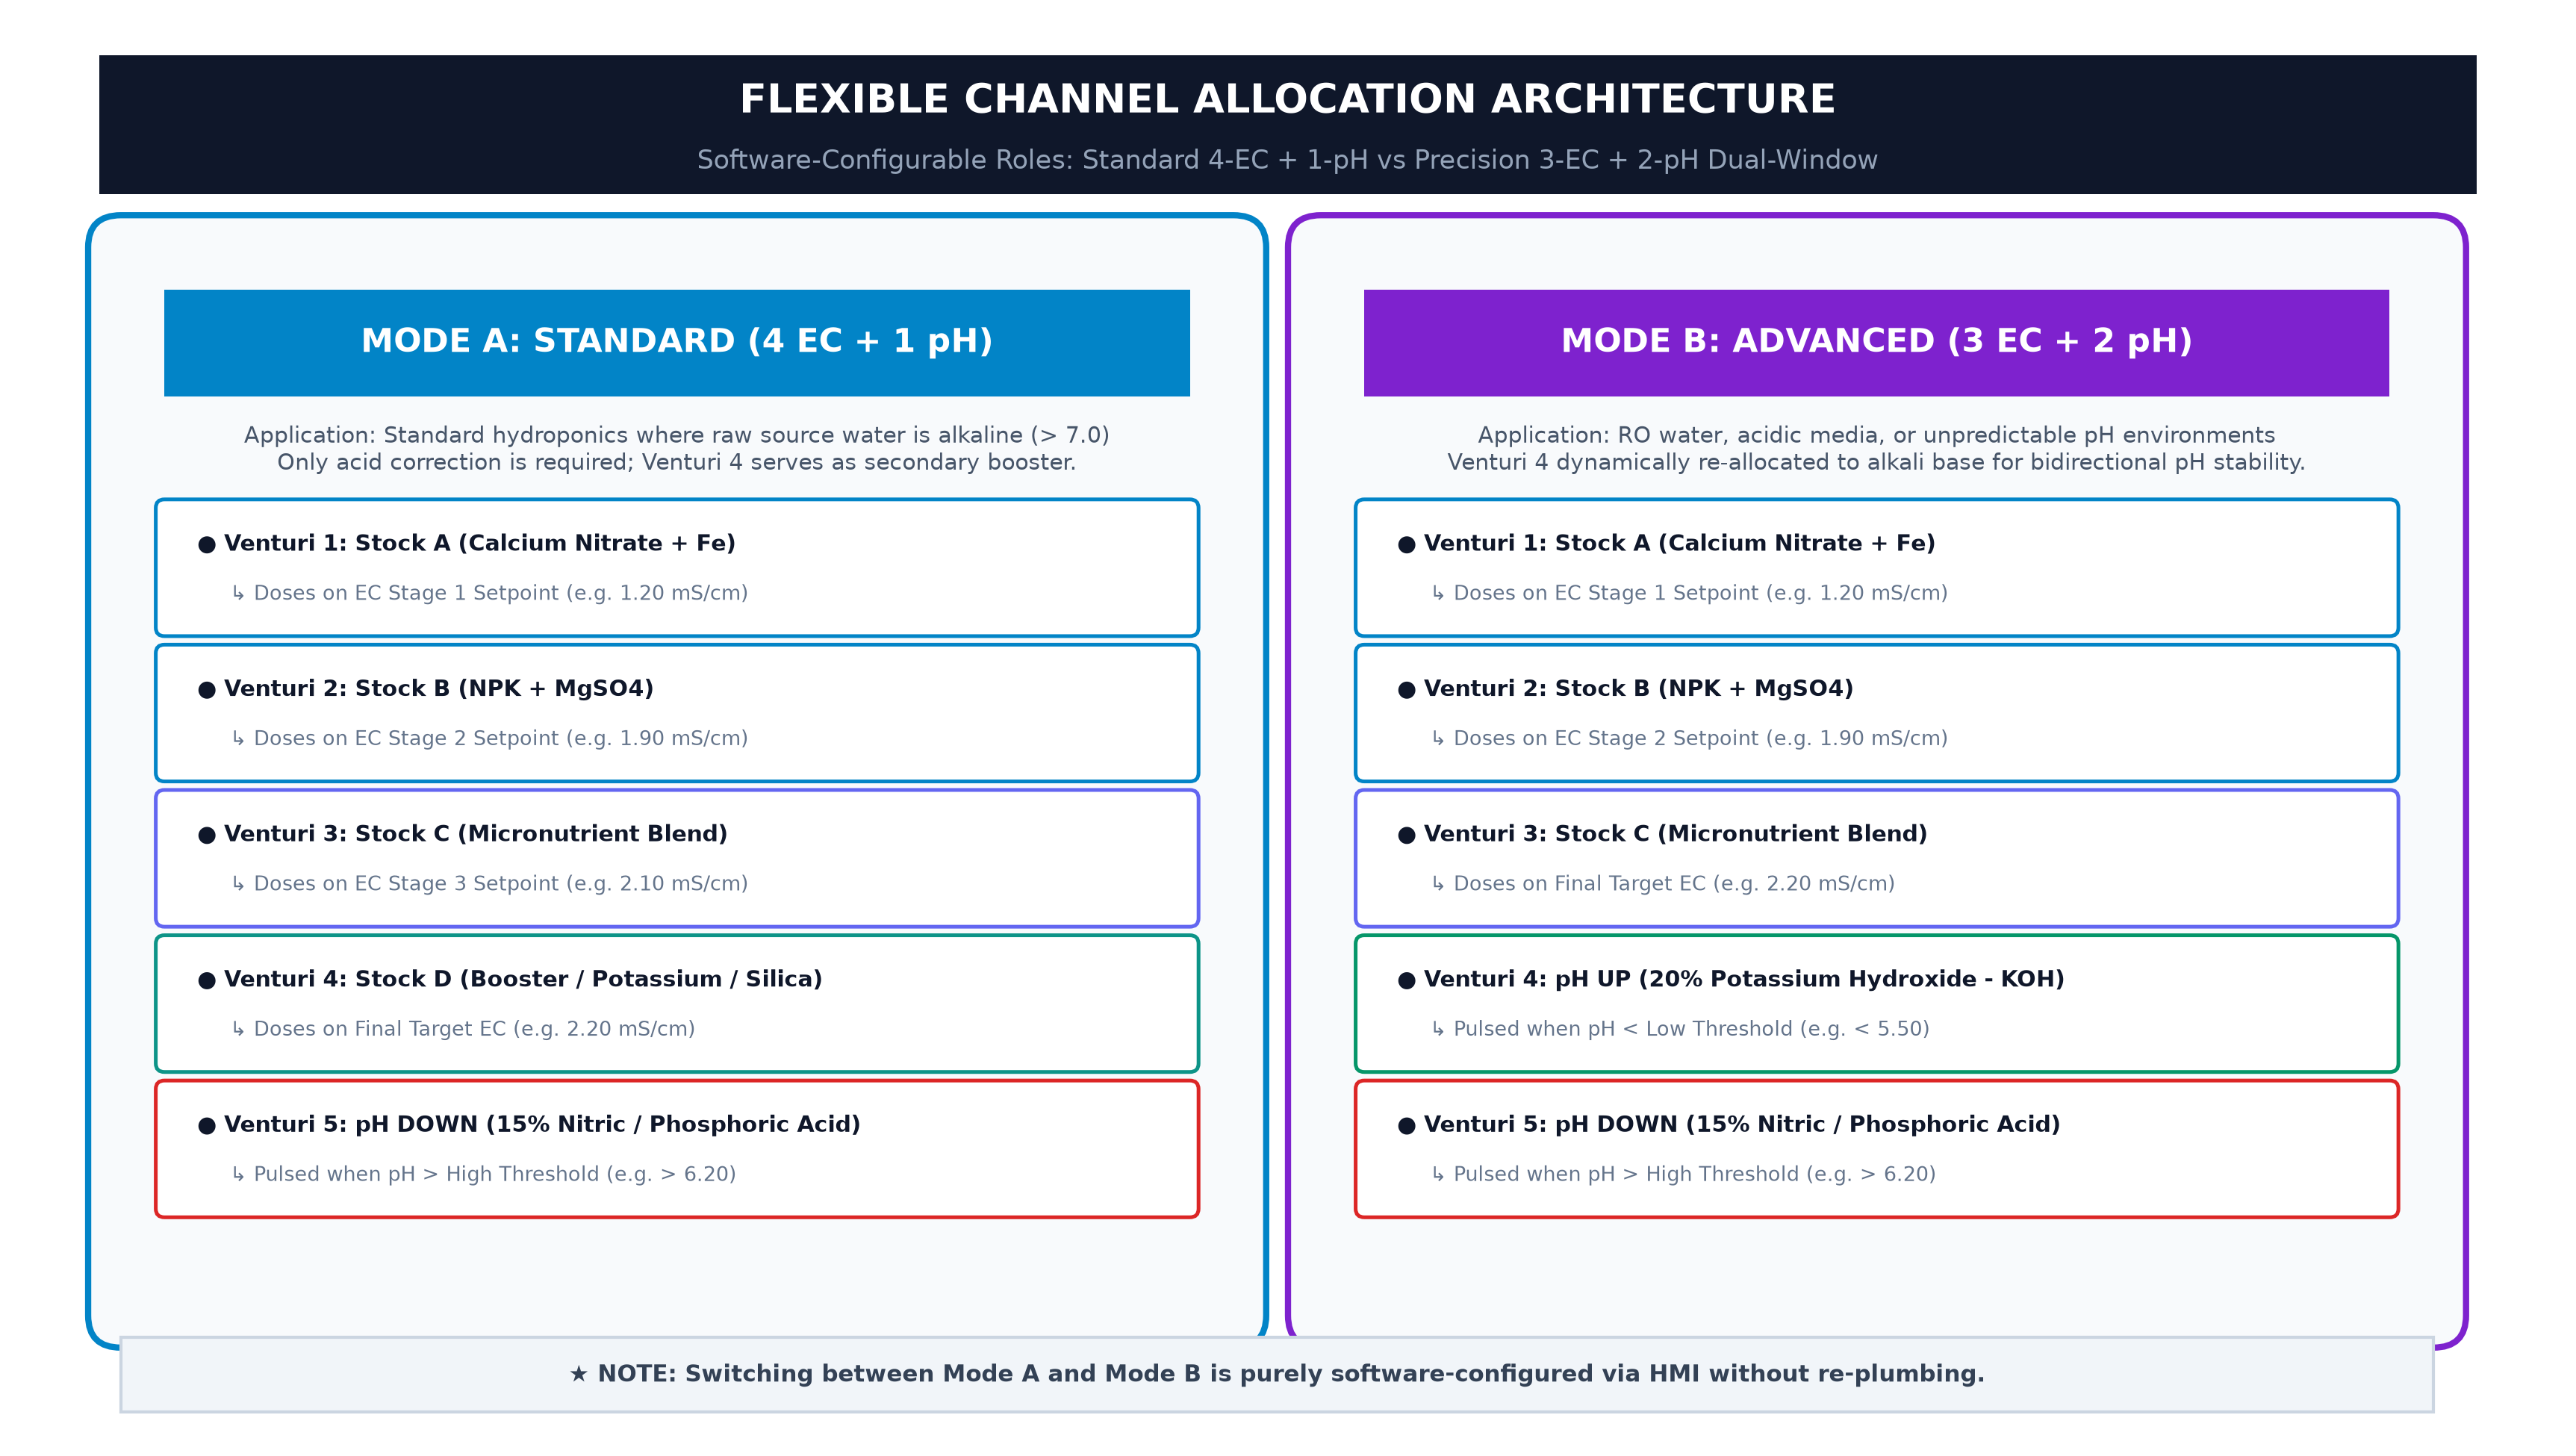 FLEXIBLE CHANNEL ALLOCATION ARCHITECTURE
Software-Configurable Roles: Standard 4-EC + 1-pH vs Precision 3-EC + 2-pH Dual-Window
MODE A: STANDARD (4 EC + 1 pH)
Application: Standard hydroponics where raw source water is alkaline (> 7.0)
Only acid correction is required; Venturi 4 serves as secondary booster.
● Venturi 1: Stock A (Calcium Nitrate + Fe)
↳ Doses on EC Stage 1 Setpoint (e.g. 1.20 mS/cm)
● Venturi 2: Stock B (NPK + MgSO4)
↳ Doses on EC Stage 2 Setpoint (e.g. 1.90 mS/cm)
● Venturi 3: Stock C (Micronutrient Blend)
↳ Doses on EC Stage 3 Setpoint (e.g. 2.10 mS/cm)
● Venturi 4: Stock D (Booster / Potassium / Silica)
↳ Doses on Final Target EC (e.g. 2.20 mS/cm)
● Venturi 5: pH DOWN (15% Nitric / Phosphoric Acid)
↳ Pulsed when pH > High Threshold (e.g. > 6.20)
MODE B: ADVANCED (3 EC + 2 pH)
Application: RO water, acidic media, or unpredictable pH environments
Venturi 4 dynamically re-allocated to alkali base for bidirectional pH stability.
● Venturi 1: Stock A (Calcium Nitrate + Fe)
↳ Doses on EC Stage 1 Setpoint (e.g. 1.20 mS/cm)
● Venturi 2: Stock B (NPK + MgSO4)
↳ Doses on EC Stage 2 Setpoint (e.g. 1.90 mS/cm)
● Venturi 3: Stock C (Micronutrient Blend)
↳ Doses on Final Target EC (e.g. 2.20 mS/cm)
● Venturi 4: pH UP (20% Potassium Hydroxide - KOH)
↳ Pulsed when pH < Low Threshold (e.g. < 5.50)
● Venturi 5: pH DOWN (15% Nitric / Phosphoric Acid)
↳ Pulsed when pH > High Threshold (e.g. > 6.20)
★ NOTE: Switching between Mode A and Mode B is purely software-configured via HMI without re-plumbing.